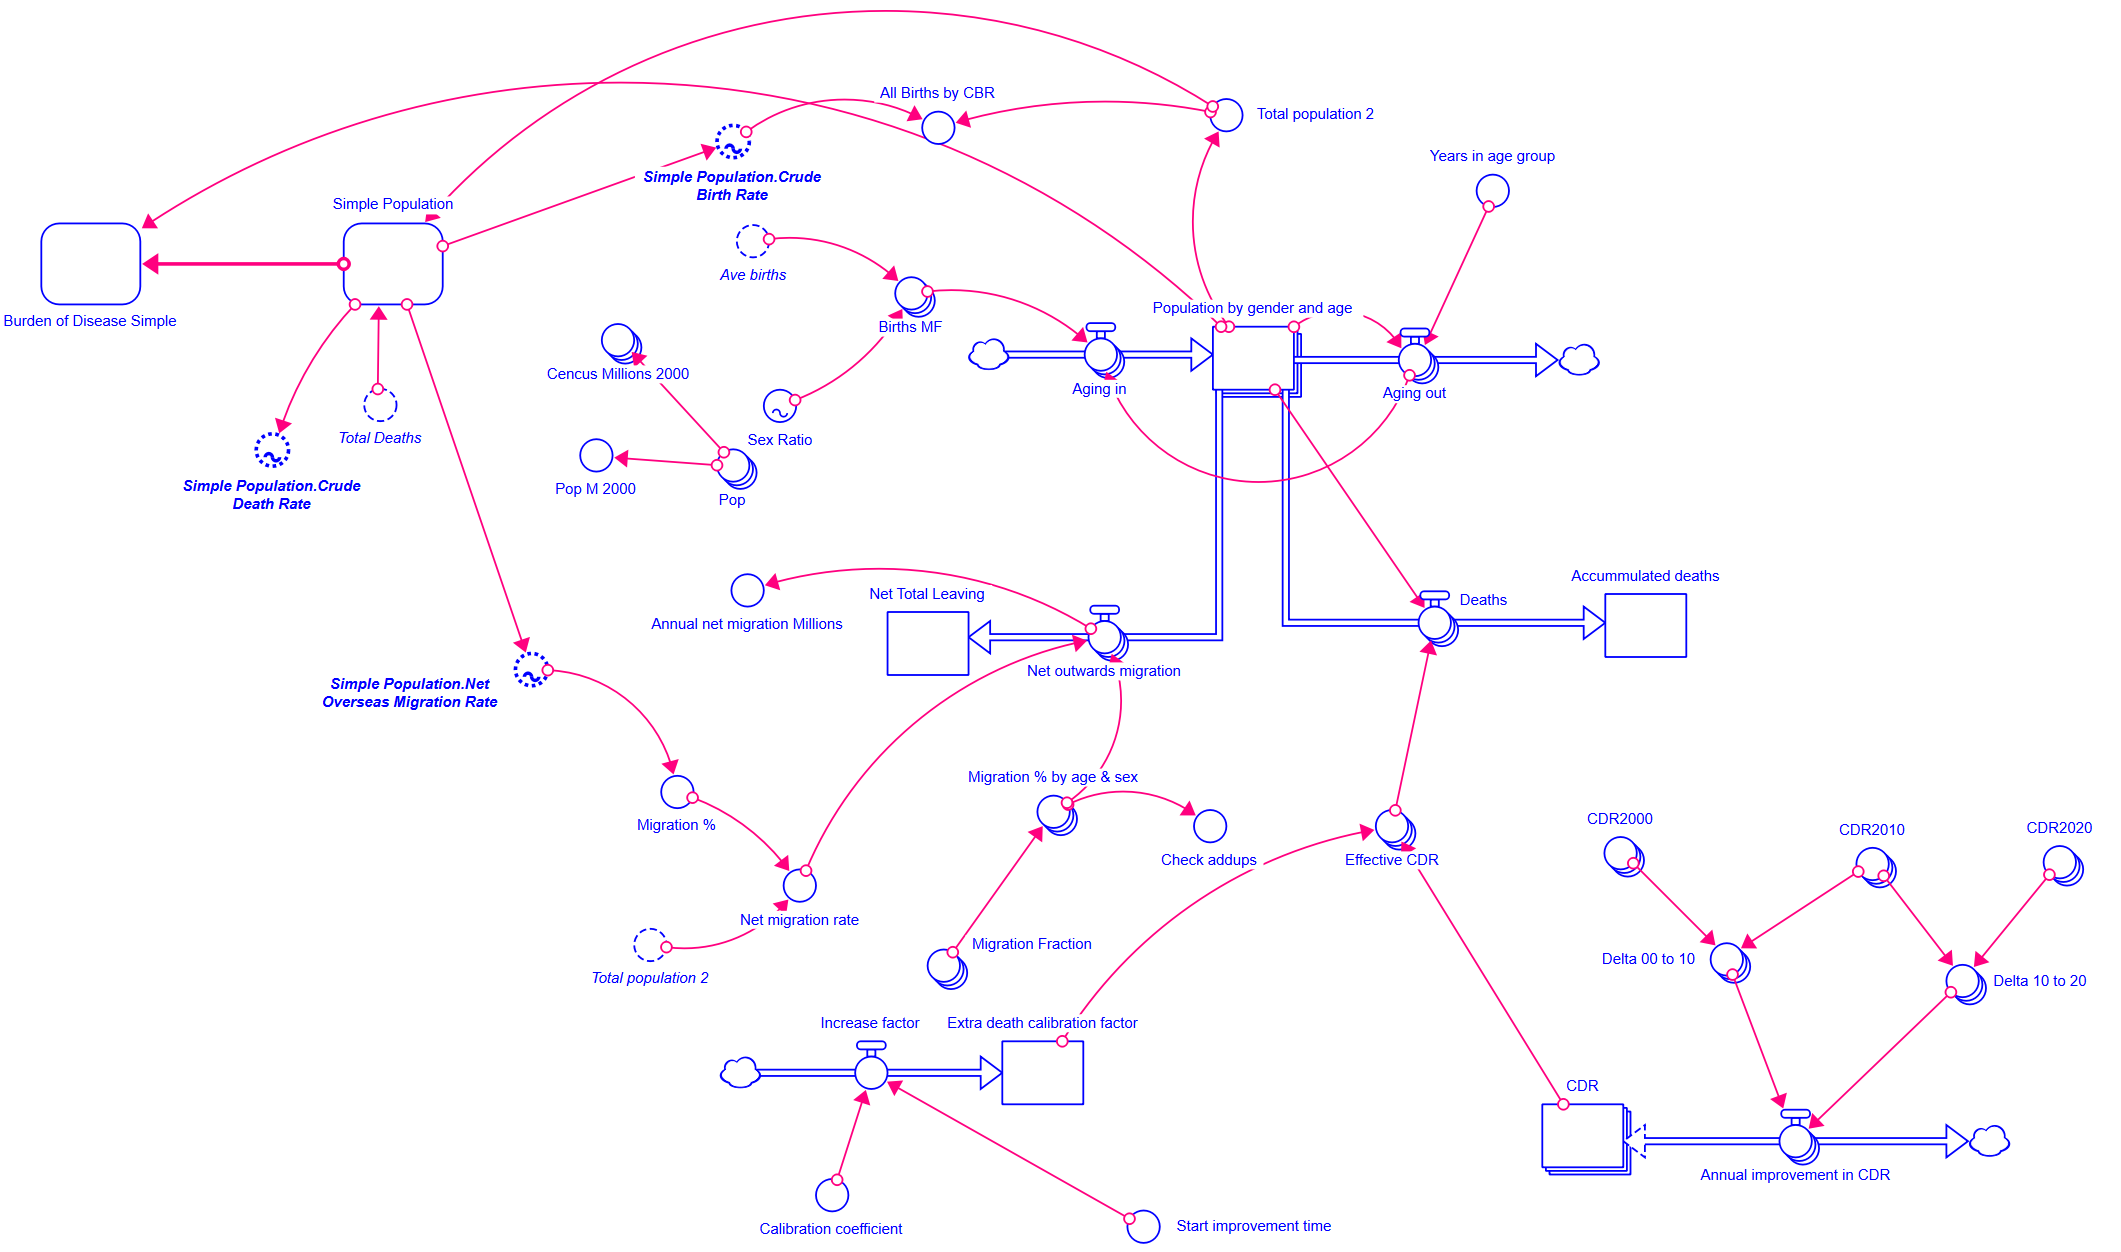 All Births by CBR
Total population 2
Years in age group
Simple Population.Crude
Birth Rate
Simple Population
Ave births
Burden of Disease Simple
Population by gender and age
Births MF
Cencus Millions 2000
Aging in
Aging out
Total Deaths
Sex Ratio
Simple Population.Crude
Death Rate
Pop M 2000
Pop
Accummulated deaths
Net Total Leaving
Deaths
Annual net migration Millions
Net outwards migration
Simple Population.Net
Overseas Migration Rate
Migration % by age & sex
Migration %
CDR2000
CDR2010
CDR2020
Check addups
Effective CDR
Net migration rate
Migration Fraction
Delta 00 to 10
Total population 2
Delta 10 to 20
Increase factor
Extra death calibration factor
CDR
Annual improvement in CDR
Calibration coefficient
Start improvement time